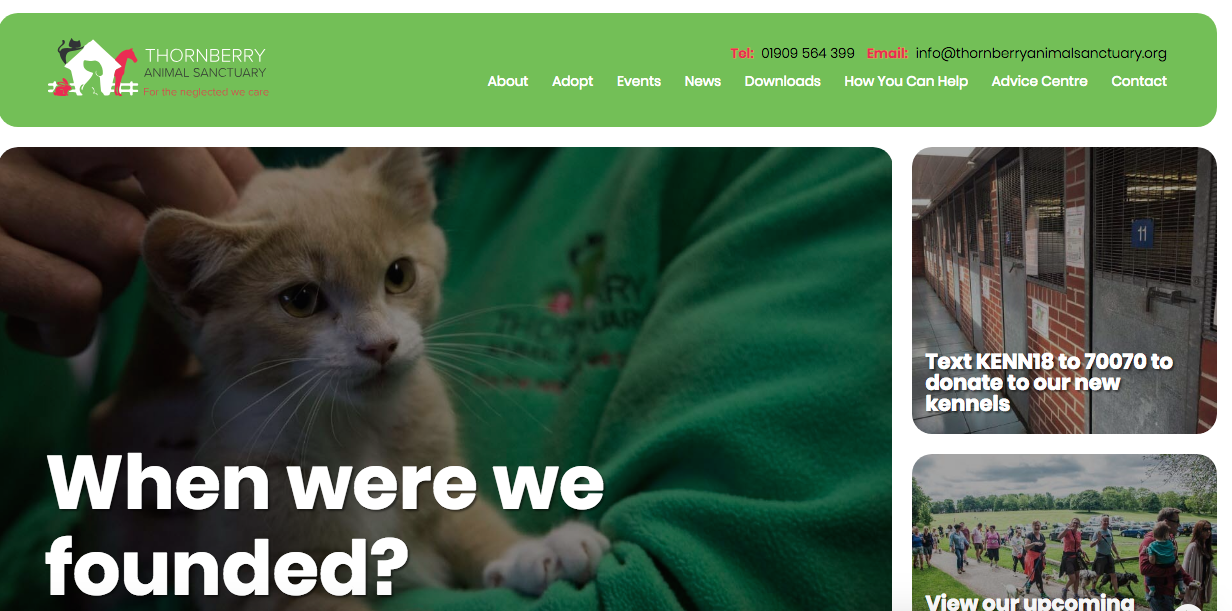 THORNBERRY
ANIMAL SANCTUARY
For the neglected we care
Tel: 01909 564 399 Email: info@thornberryanimalsanctuary.org
About Adopt Events News Downloads How You Can Help Advice Centre Contact
When were we
founded?
11
Text KENN18 to 70070 to
donate to our new
kennels
View our upcoming